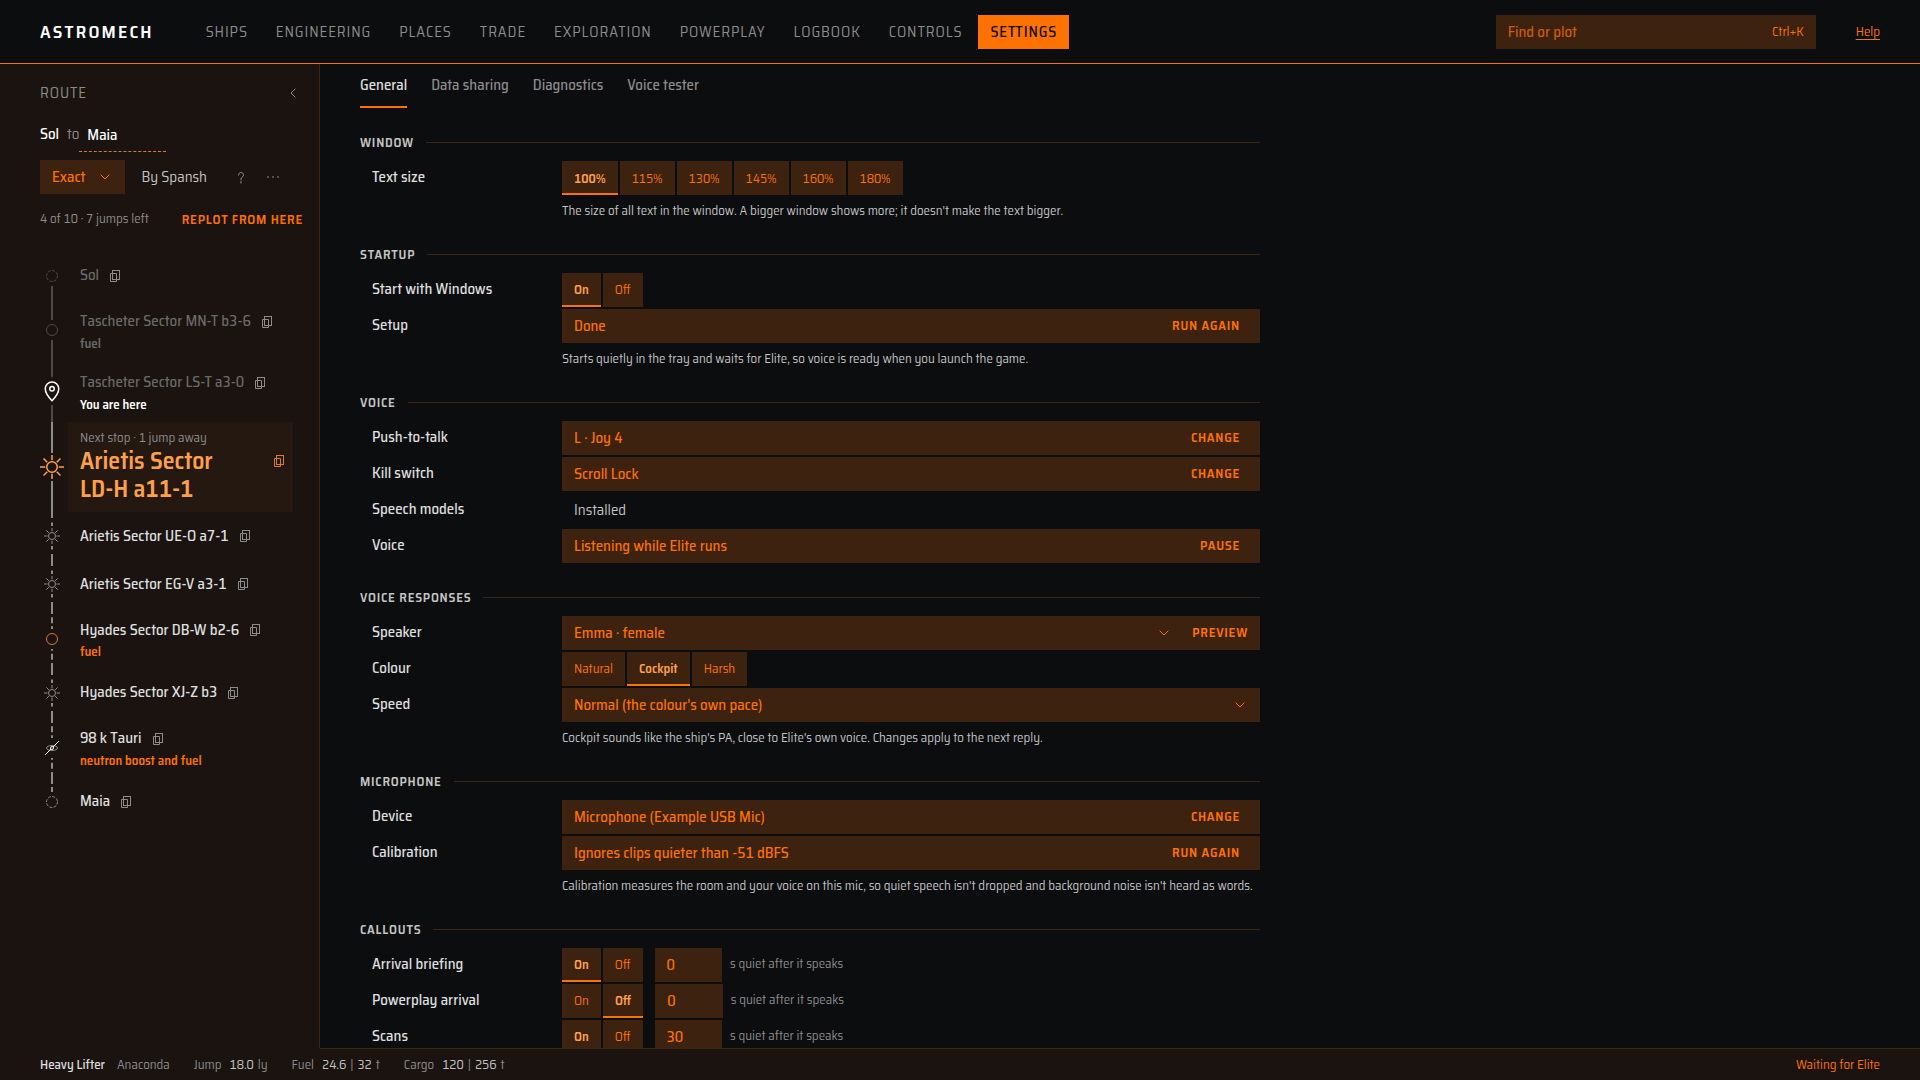 ASTROMECH SHIPS ENGINEERING PLACES TRADE EXPLORATION POWERPLAY LOGBOOK CONTROLS SETTINGS Find or plot Ctrl+K Help
ROUTE
Sol to Maia
Exact By Spansh ? ...
4 of 10 · 7 jumps left REPLOT FROM HERE
Sol
Tascheter Sector MN-T b3-6
fuel
Tascheter Sector LS-T a3-0
You are here
Next stop · 1 jump away
Arietis Sector
LD-H a11-1
Arietis Sector UE-O a7-1
Arietis Sector EG-V a3-1
Hyades Sector DB-W b2-6
fuel
Hyades Sector XJ-Z b3
98 k Tauri
neutron boost and fuel
Maia
General Data sharing Diagnostics Voice tester
WINDOW
Text size 100% 115% 130% 145% 160% 180%
The size of all text in the window. A bigger window shows more; it doesn't make the text bigger.
STARTUP
Start with Windows On Off
Setup Done RUN AGAIN
Starts quietly in the tray and waits for Elite, so voice is ready when you launch the game.
VOICE
Push-to-talk L · Joy 4 CHANGE
Kill switch Scroll Lock CHANGE
Speech models Installed
Voice Listening while Elite runs PAUSE
VOICE RESPONSES
Speaker Emma · female PREVIEW
Colour Natural Cockpit Harsh
Speed Normal (the colour's own pace)
Cockpit sounds like the ship's PA, close to Elite's own voice. Changes apply to the next reply.
MICROPHONE
Device Microphone (Example USB Mic) CHANGE
Calibration Ignores clips quieter than -51 dBFS RUN AGAIN
Calibration measures the room and your voice on this mic, so quiet speech isn't dropped and background noise isn't heard as words.
CALLOUTS
Arrival briefing On Off 0 s quiet after it speaks
Powerplay arrival On Off 0 s quiet after it speaks
Scans On Off 30 s quiet after it speaks
Heavy Lifter Anaconda Jump 18.0 ly Fuel 24.6 | 32 t Cargo 120 | 256 t Waiting for Elite